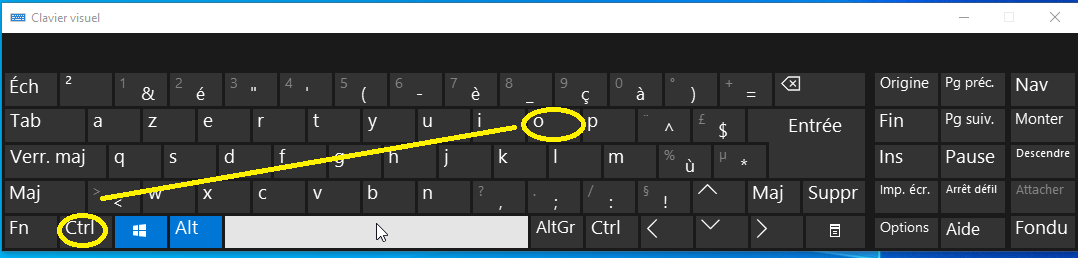 Clavier visuel
Éch ² 1 & 2 é 3 " 4 ' 5 ( 6 - 7 è 8 _ 9 ç 0 à ° ) + = Origine Pg préc. Nav
Tab a z e r t y u i o p ¨ ^ £ $ Entrée Fin Pg suiv. Monter
Verr. maj q s d f g h j k l m % ù µ * Ins Pause Descendre
Maj > < w x c v b n ? , . ; / : § ! Maj Suppr Imp. écr. Arrêt défil Attacher
Fn Ctrl Alt AltGr Ctrl Options Aide Fondu